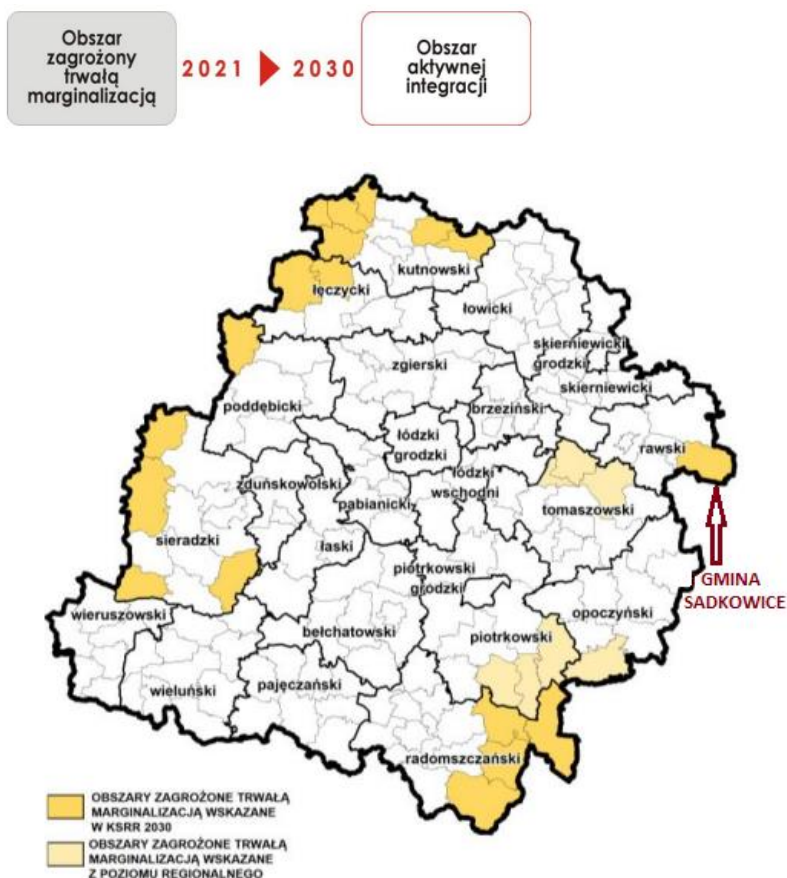 Obszar
zagrożony
trwałą
marginalizacją
2021 2030
Obszar
aktywnej
integracji
kutnowski
łęczycki
łowicki
skierniewicki
grodzki
zgierski
skierniewicki
poddębicki
brzeziński
łódzki
grodzki
rawski
łódzki
wschodni
zduńskowolski
pabianicki
tomaszowski
sieradzki
łaski
piotrkowski
grodzki
GMINA
SADKOWICE
wieruszowski
opoczyński
bełchatowski
piotrkowski
wieluński
pajęczański
radomszczański
OBSZARY ZAGROŻONE TRWAŁĄ
MARGINALIZACJĄ WSKAZANE
W KSRR 2030
OBSZARY ZAGROŻONE TRWAŁĄ
MARGINALIZACJĄ WSKAZANE
Z POZIOMU REGIONALNEGO